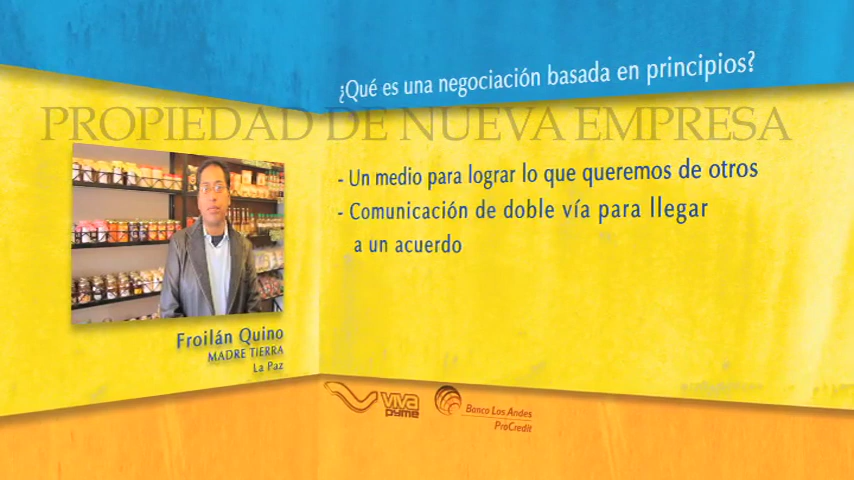 ¿Qué es una negociación basada en principios?
PROPIEDAD DE NUEVA EMPRESA
- Un medio para lograr lo que queremos de otros
- Comunicación de doble vía para llegar
a un acuerdo
Froilán Quino
MADRE TIERRA
La Paz
VIVA
pyme
Banco Los Andes
ProCredit